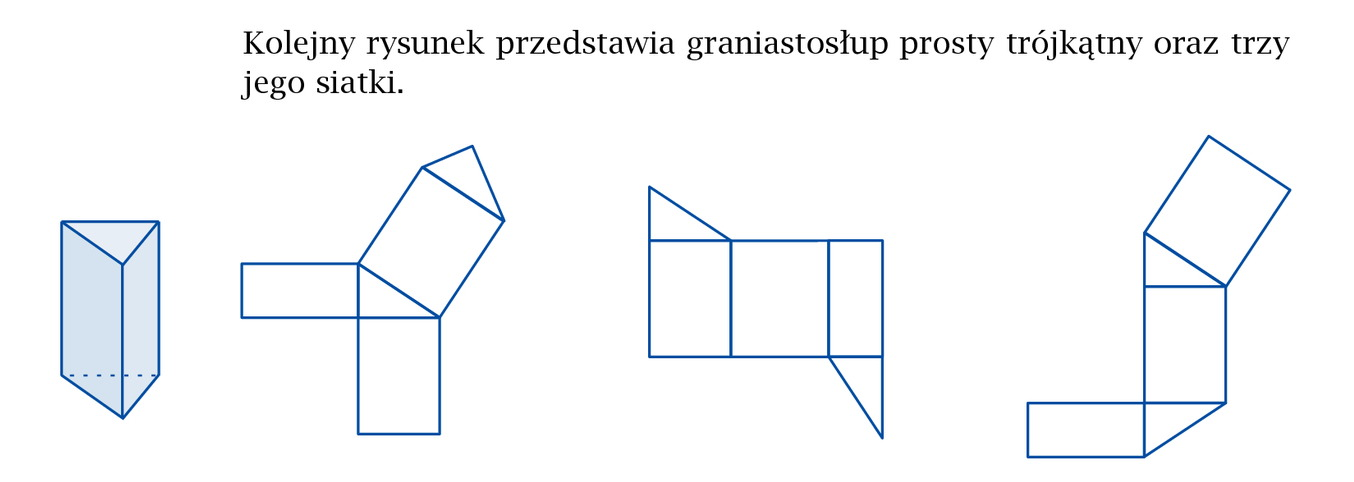 Kolejny rysunek przedstawia graniastosłup prosty trójkątny oraz trzy
jego siatki.